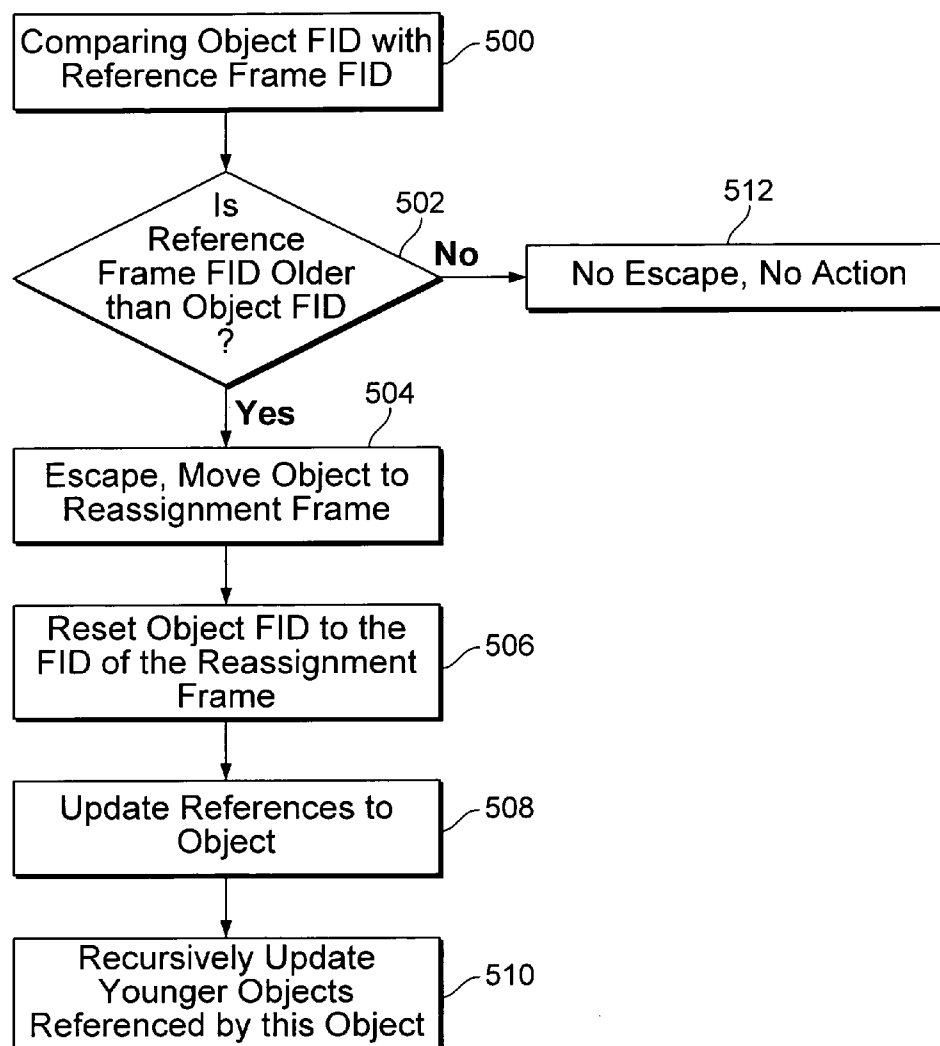 Comparing Object FID with
Reference Frame FID
500
Is
Reference
Frame FID Older
than Object FID
?
502
No
512
No Escape, No Action
Yes
504
Escape, Move Object to
Reassignment Frame
Reset Object FID to the
FID of the Reassignment
Frame
506
Update References to
Object
508
Recursively Update
Younger Objects
Referenced by this Object
510